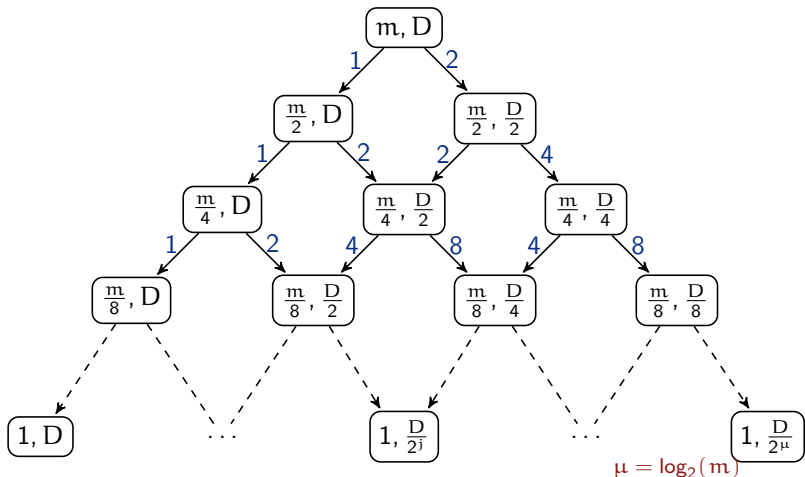 m, D
1 2
m/2, D m/2, D/2
1 2 2 4
m/4, D m/4, D/2 m/4, D/4
1 2 4 8 4 8
m/8, D m/8, D/2 m/8, D/4 m/8, D/8
1, D ... 1, D/2^j ... 1, D/2^μ
μ = log₂(m)